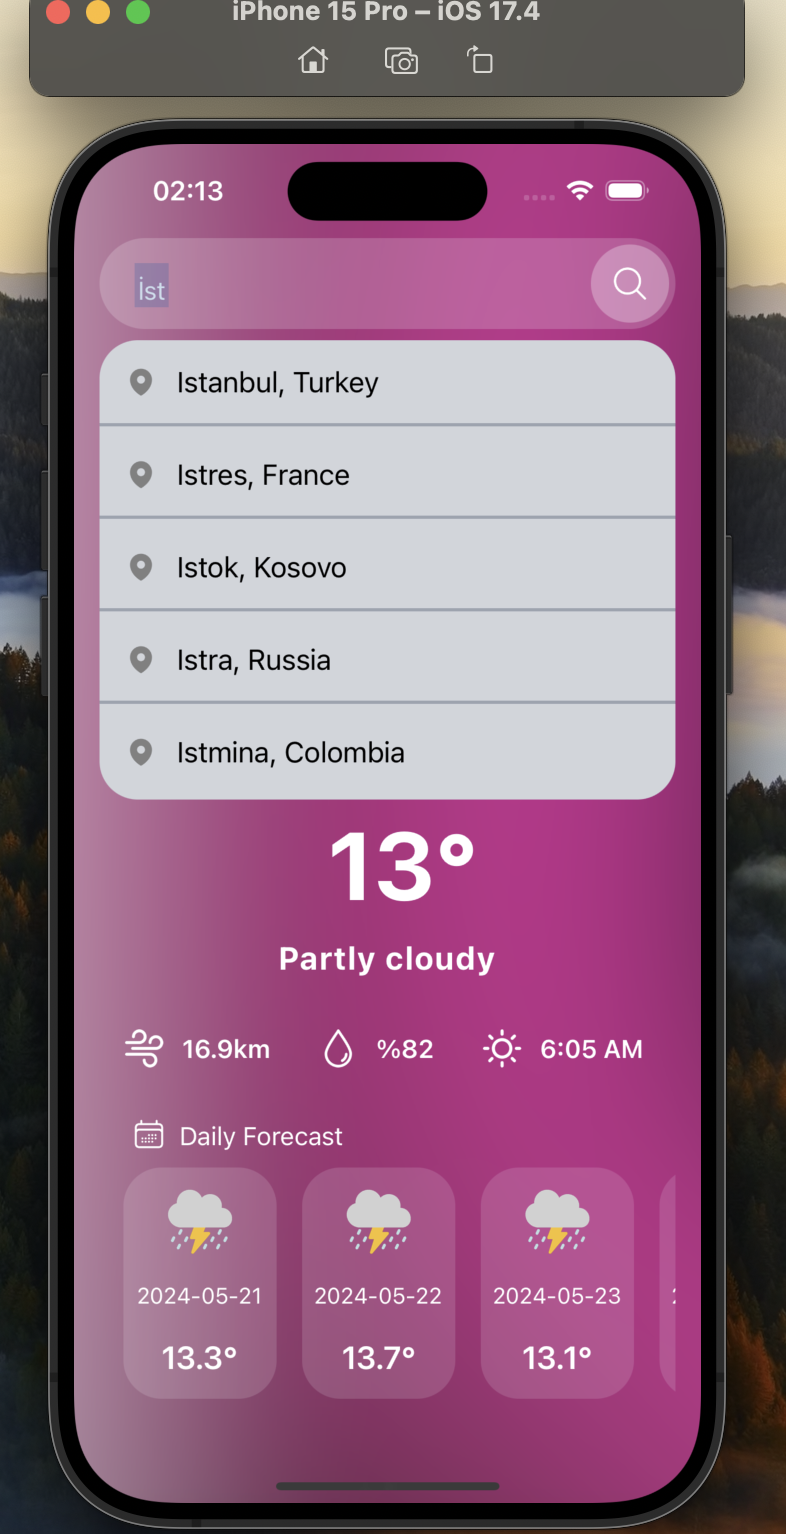 iPhone 15 Pro – iOS 17.4
02:13
İst
Istanbul, Turkey
Istres, France
Istok, Kosovo
Istra, Russia
Istmina, Colombia
13°
Partly cloudy
16.9km %82 6:05 AM
Daily Forecast
2024-05-21 2024-05-22 2024-05-23
13.3° 13.7° 13.1°